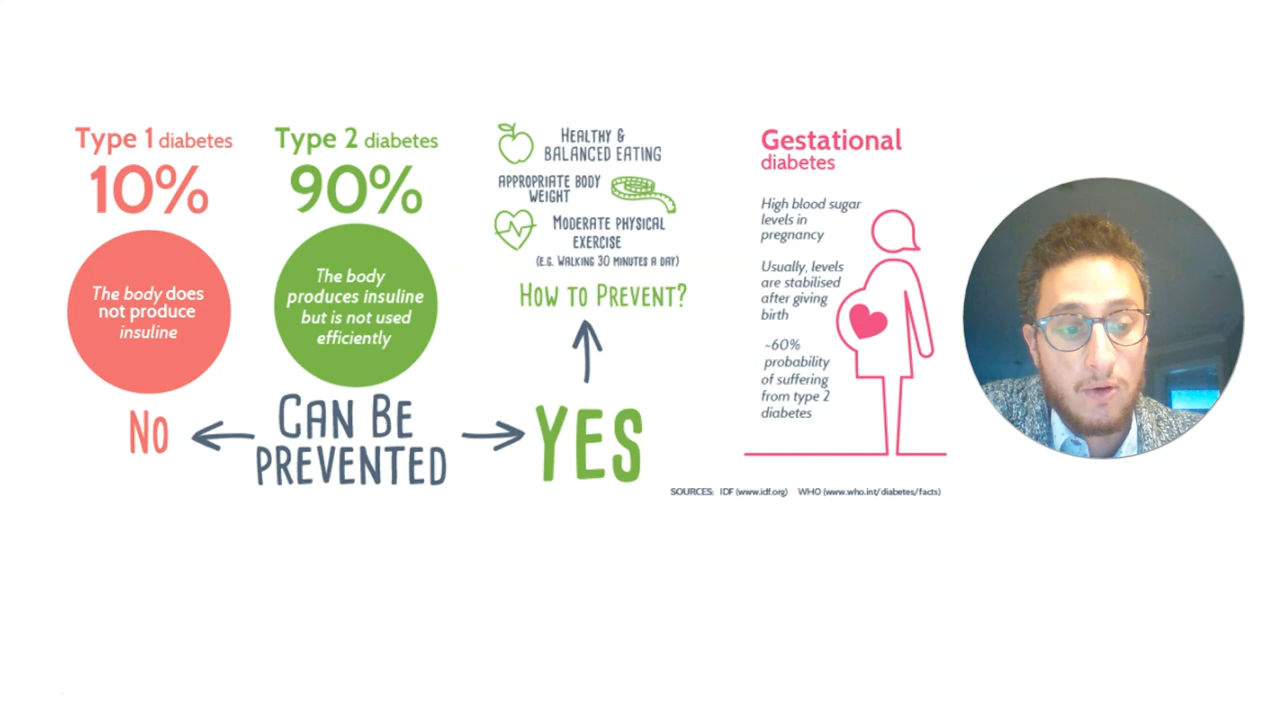 Type 1 diabetes
10%
The body does
not produce
insuline
NO
Type 2 diabetes
90%
The body
produces insuline
but is not used
efficiently
CAN BE
PREVENTED
YES
HEALTHY &
BALANCED EATING
APPROPRIATE BODY
WEIGHT
MODERATE PHYSICAL
EXERCISE
(E.G. WALKING 30 MINUTES A DAY)
HOW TO PREVENT?
Gestational
diabetes
High blood sugar
levels in
pregnancy
Usually, levels
are stabilised
after giving
birth
~60%
probability
of suffering
from type 2
diabetes
SOURCES: IDF (www.idf.org) WHO (www.who.int/diabetes/facts)